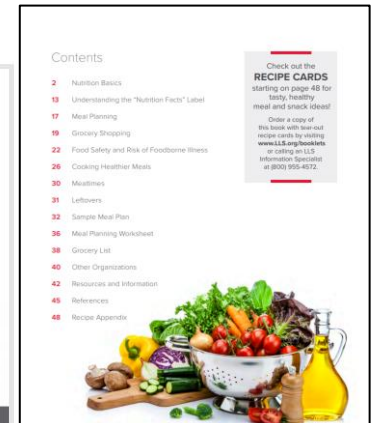 Contents
2 Nutrition Basics
13 Understanding the "Nutrition Facts" Label
17 Meal Planning
19 Grocery Shopping
22 Food Safety and Risk of Foodborne Illness
26 Cooking Healthier Meals
30 Mealtimes
31 Leftovers
32 Sample Meal Plan
36 Meal Planning Worksheet
38 Grocery List
40 Other Organizations
42 Resources and Information
45 References
48 Recipe Appendix
Check out the
RECIPE CARDS
starting on page 48 for
tasty, healthy
meal and snack ideas!
Order a copy of
this book with tear-out
recipe cards by visiting
www.LLS.org/booklets
or calling an LLS
Information Specialist
at (800) 955-4572.